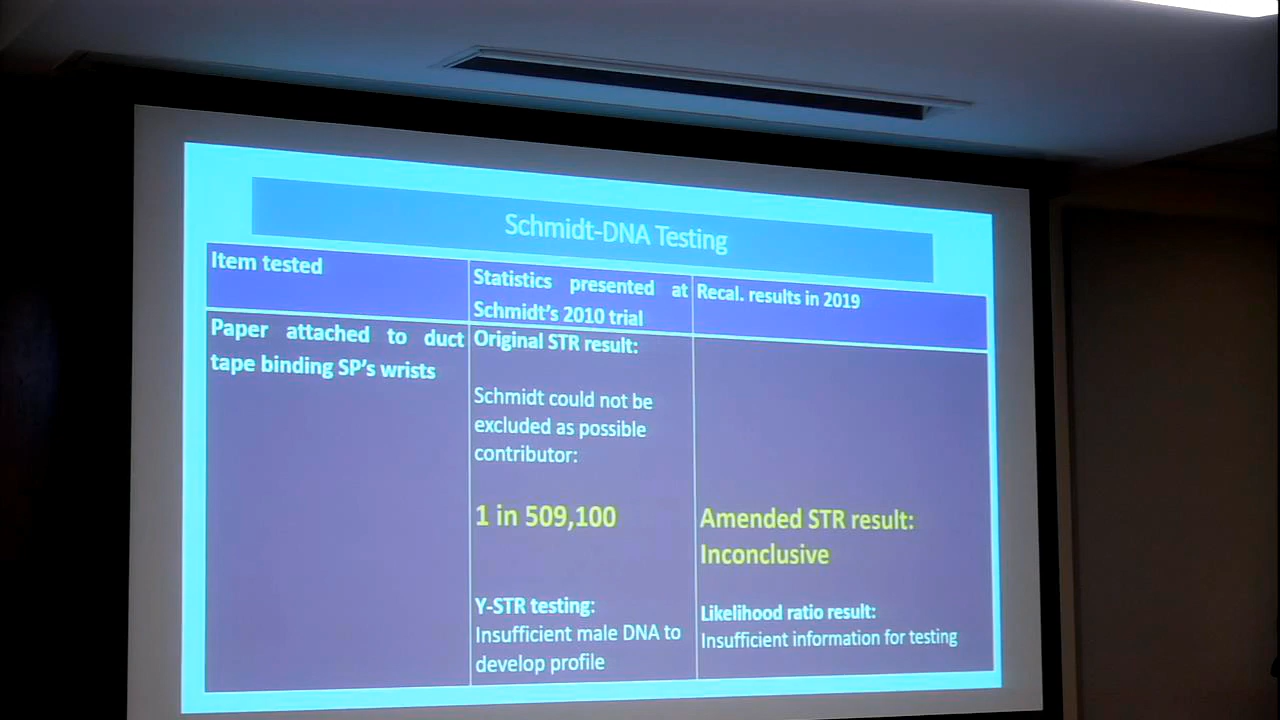 Schmidt-DNA Testing
Item tested
Statistics presented at
Schmidt's 2010 trial
Recal. results in 2019
Paper attached to duct
tape binding SP's wrists
Original STR result:
Schmidt could not be
excluded as possible
contributor:
1 in 509,100
Y-STR testing:
Insufficient male DNA to
develop profile
Amended STR result:
Inconclusive
Likelihood ratio result:
Insufficient information for testing